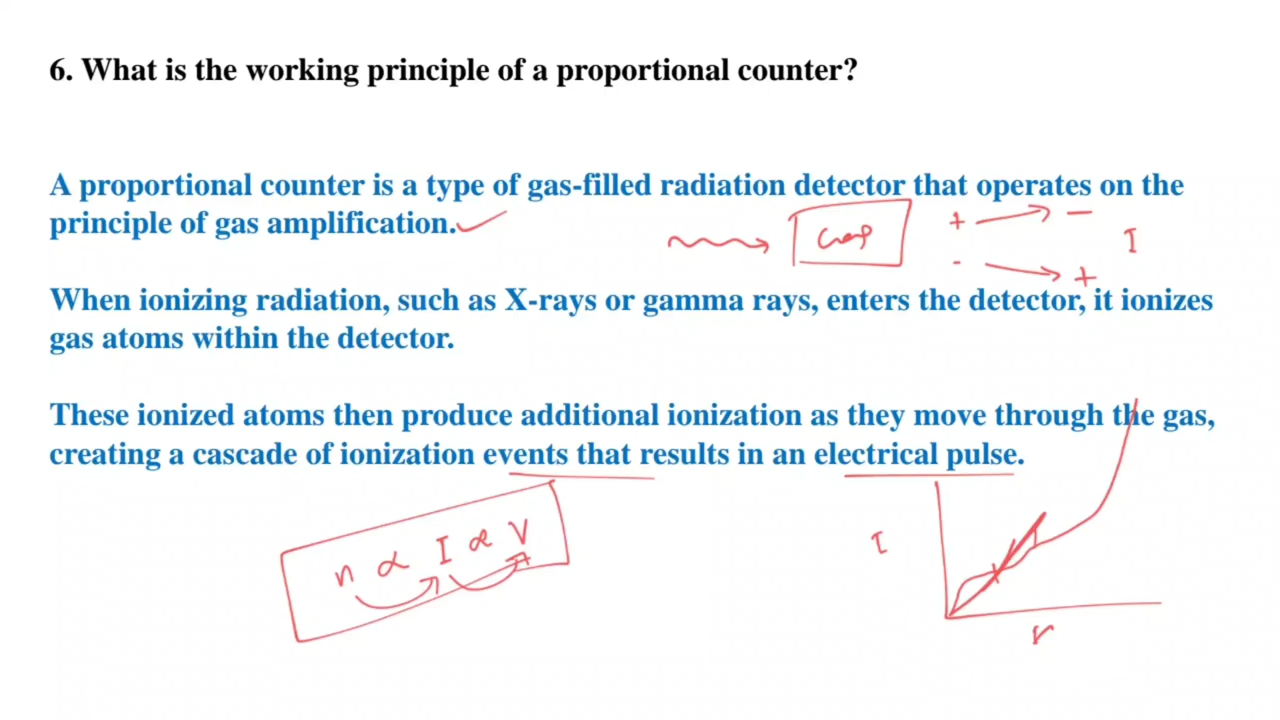 6. What is the working principle of a proportional counter?
A proportional counter is a type of gas-filled radiation detector that operates on the
principle of gas amplification.
+ -
I
- +
When ionizing radiation, such as X-rays or gamma rays, enters the detector, it ionizes
gas atoms within the detector.
These ionized atoms then produce additional ionization as they move through the gas,
creating a cascade of ionization events that results in an electrical pulse.
n ∝ I ∝ V
I
V